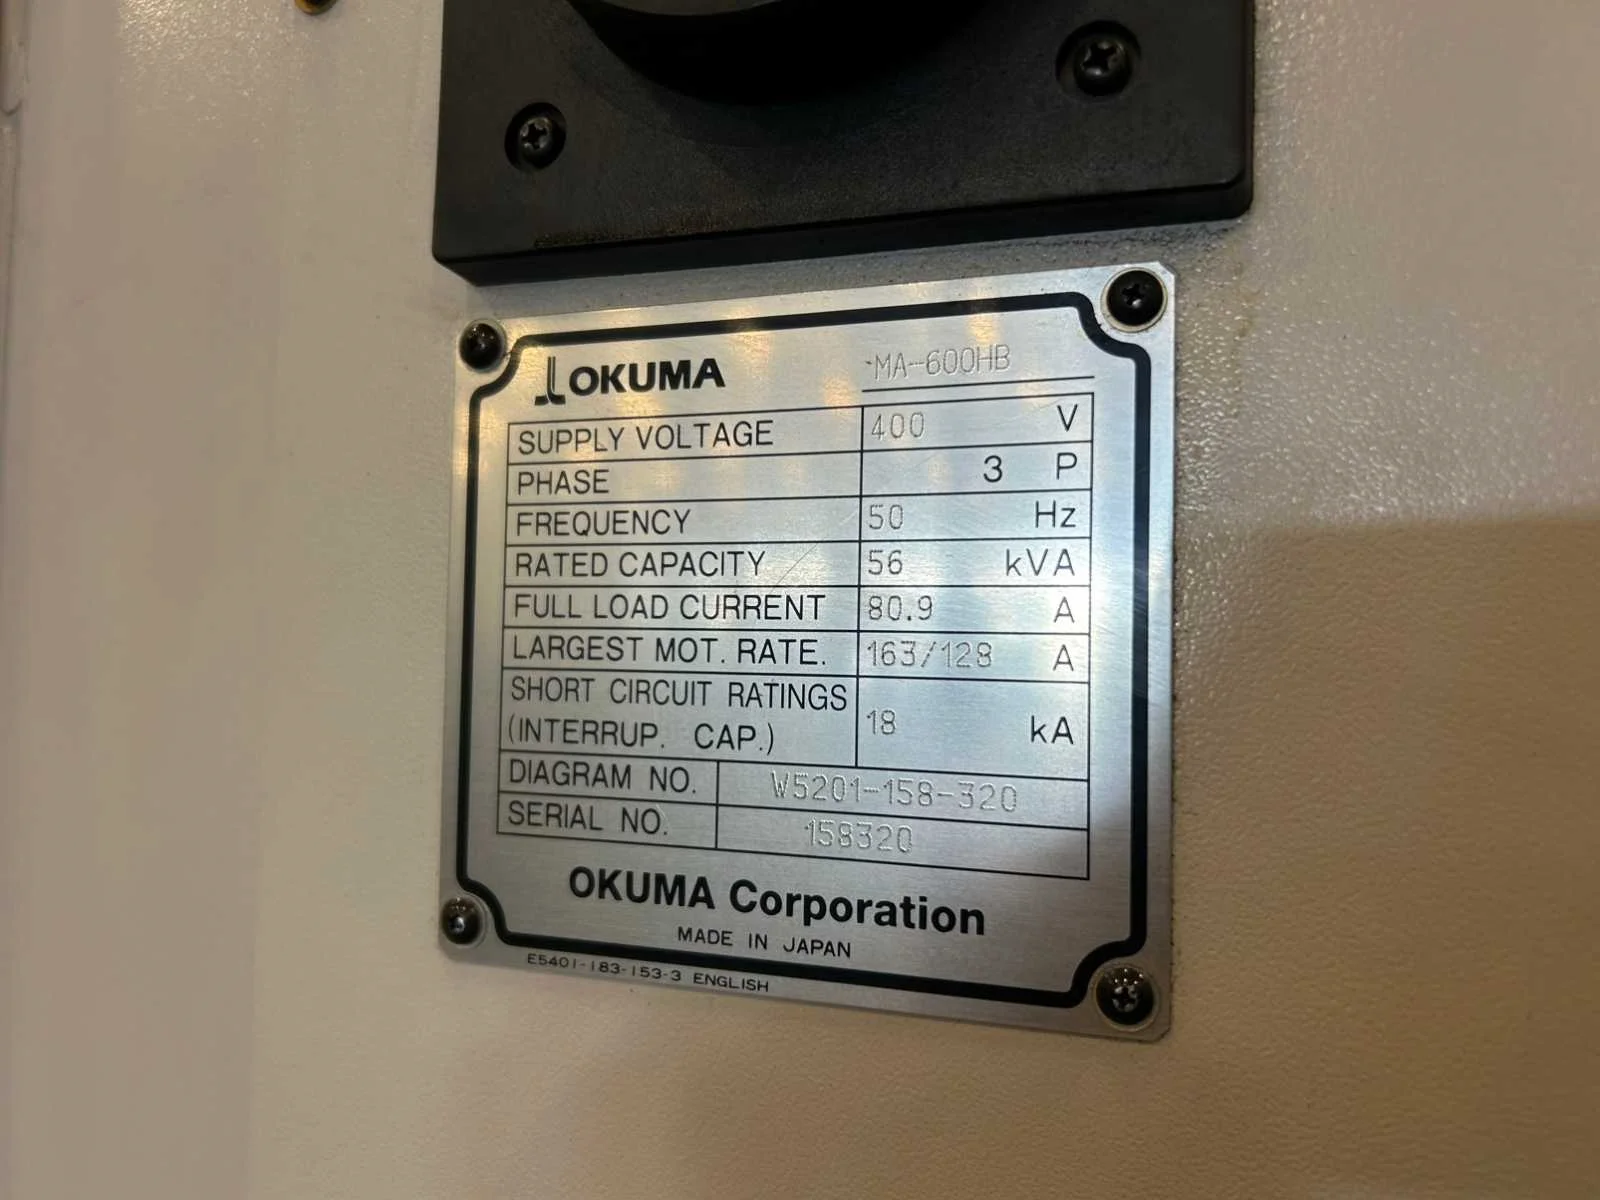 OKUMA MA-600HB
SUPPLY VOLTAGE 400 V
PHASE 3 P
FREQUENCY 50 Hz
RATED CAPACITY 56 kVA
FULL LOAD CURRENT 80.9 A
LARGEST MOT. RATE. 163/128 A
SHORT CIRCUIT RATINGS
(INTERRUP. CAP.) 18 kA
DIAGRAM NO. W5201-158-320
SERIAL NO. 158320
OKUMA Corporation
MADE IN JAPAN
E5401-183-153-3 ENGLISH